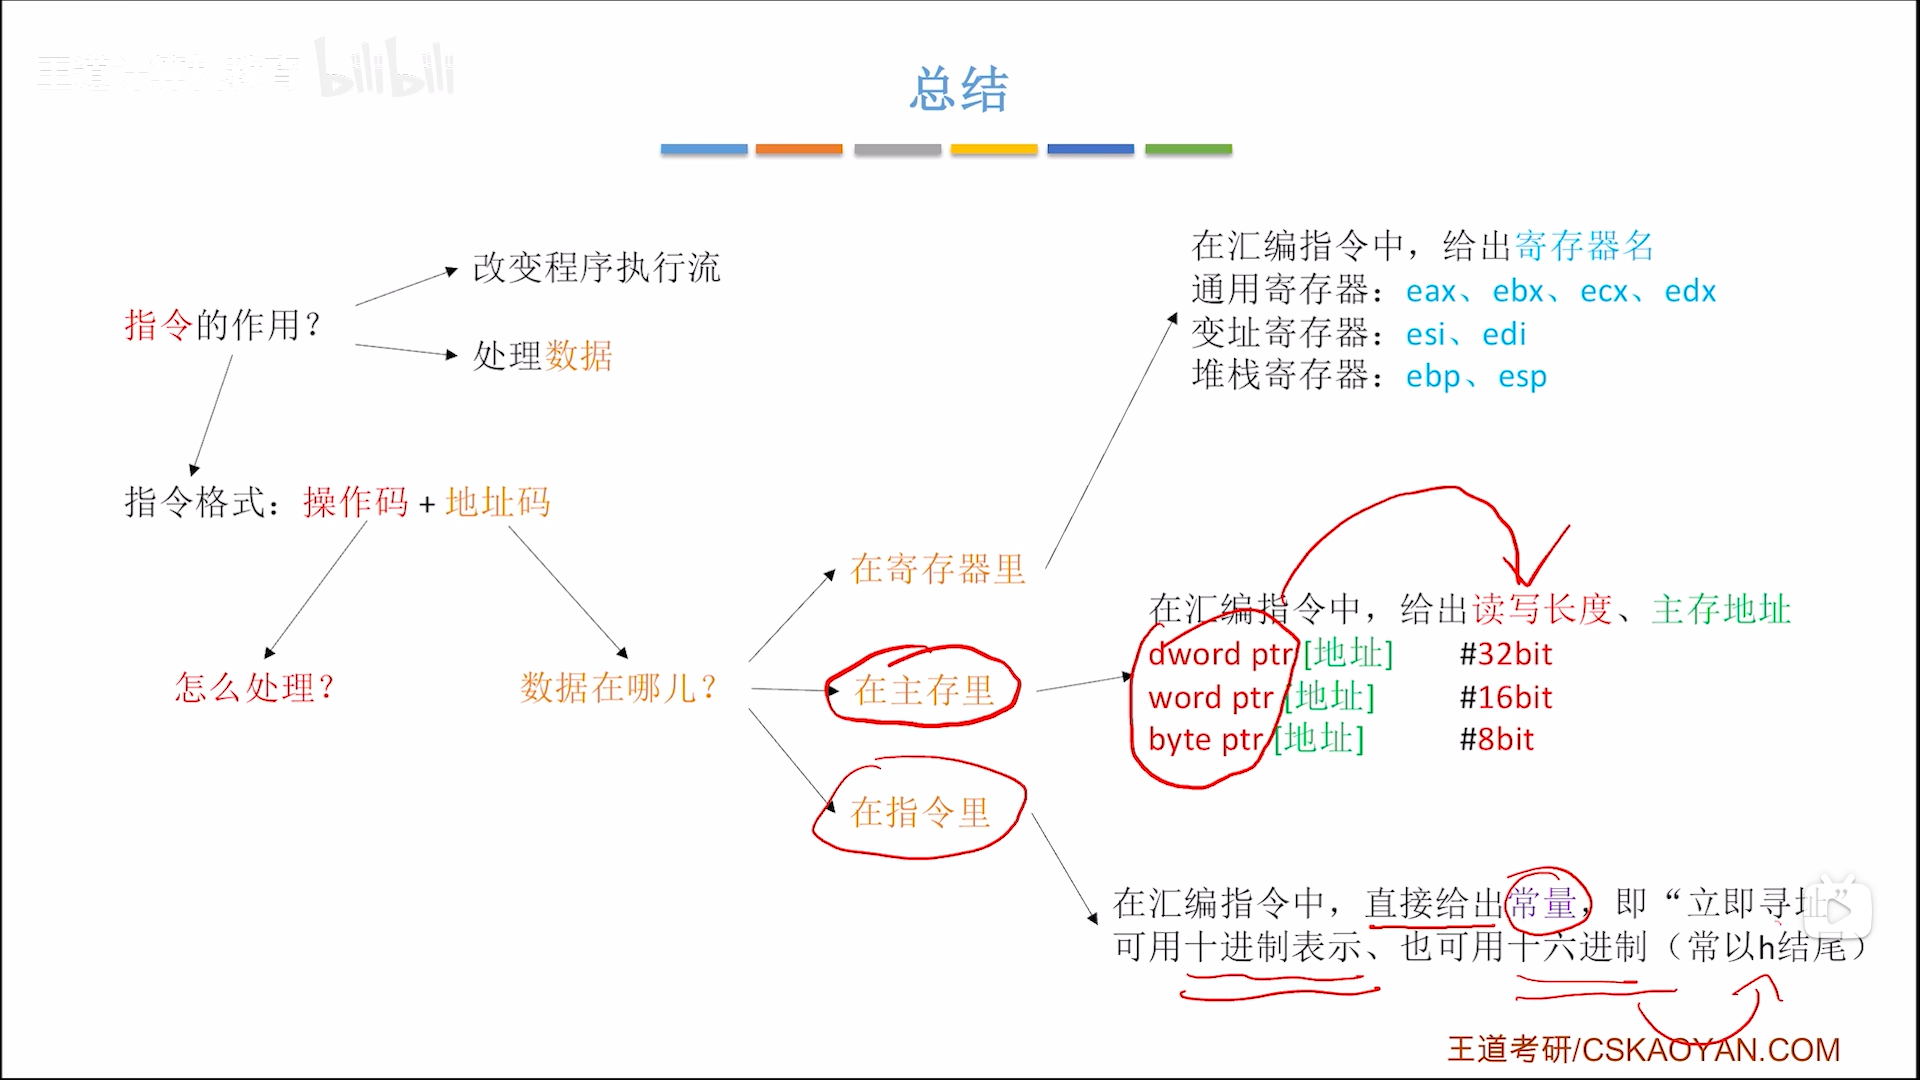 王道计算机教育 bilibili
总结
改变程序执行流
指令的作用？
处理数据
指令格式：操作码 + 地址码
怎么处理？
数据在哪儿？
在寄存器里
在主存里
在指令里
在汇编指令中，给出寄存器名
通用寄存器：eax、ebx、ecx、edx
变址寄存器：esi、edi
堆栈寄存器：ebp、esp
在汇编指令中，给出读写长度、主存地址
dword ptr [地址] #32bit
word ptr [地址] #16bit
byte ptr [地址] #8bit
在汇编指令中，直接给出常量，即“立即寻址”
可用十进制表示、也可用十六进制（常以h结尾）
王道考研/CSKAOYAN.COM